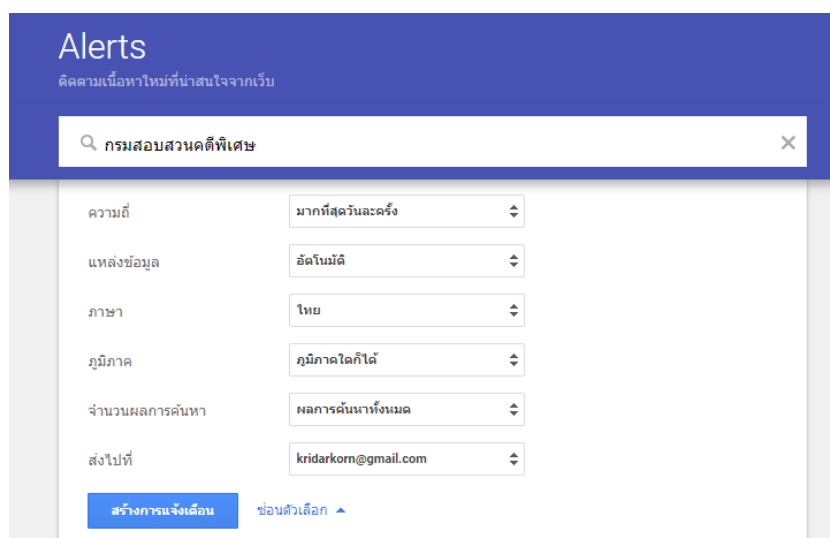 Alerts
ติดตามเนื้อหาใหม่ที่น่าสนใจจากเว็บ
กรมสอบสวนคดีพิเศษ
ความถี่ มากที่สุดวันละครั้ง
แหล่งข้อมูล อัตโนมัติ
ภาษา ไทย
ภูมิภาค ภูมิภาคใดก็ได้
จำนวนผลการค้นหา ผลการค้นหาทั้งหมด
ส่งไปที่ kridarkorn@gmail.com
สร้างการแจ้งเตือน ซ่อนตัวเลือก